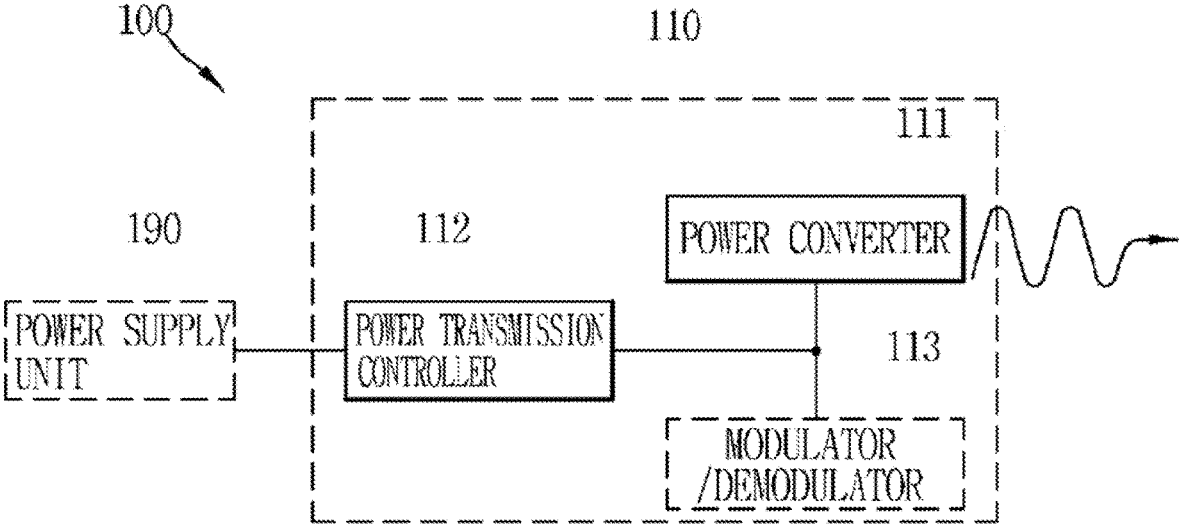 100
110
111
190
112
POWER CONVERTER
POWER SUPPLY
UNIT
POWER TRANSMISSION
CONTROLLER
113
MODULATOR
/DEMODULATOR